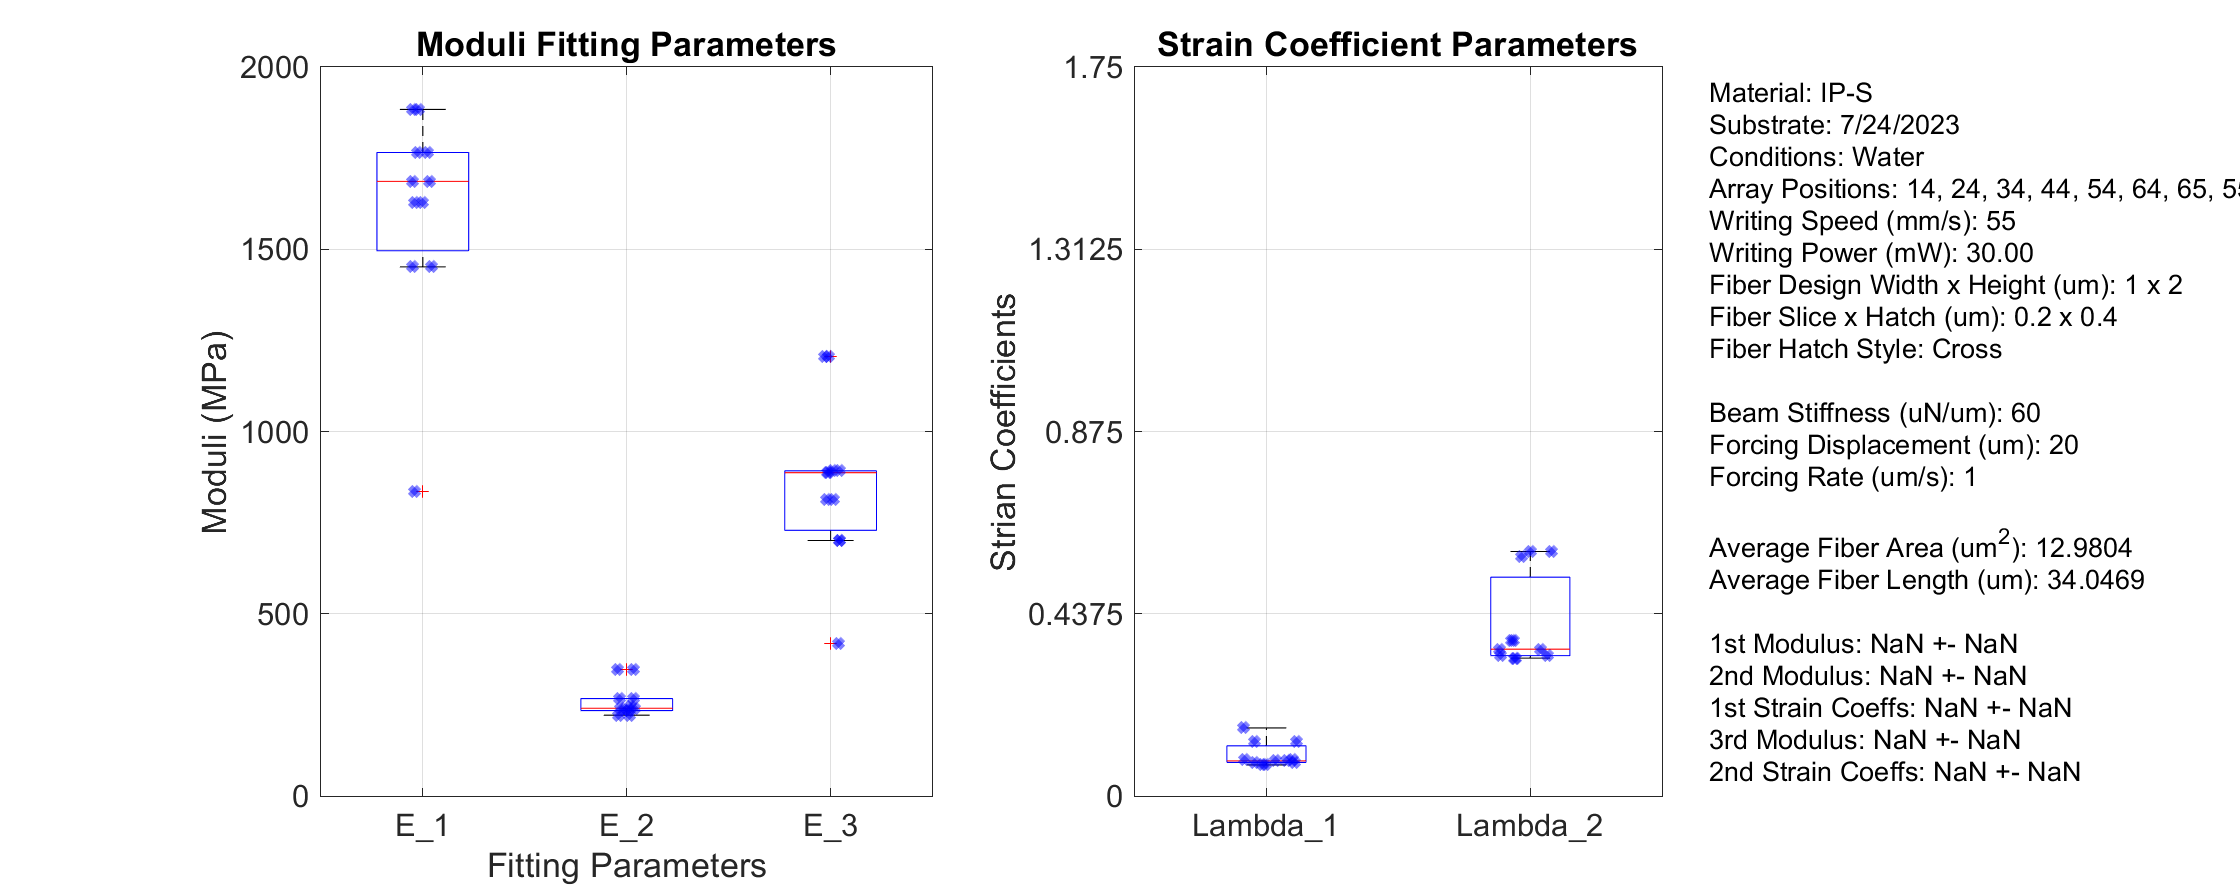 Moduli Fitting Parameters
2000
1500
1000
500
0
Moduli (MPa)
E_1
E_2
E_3
Fitting Parameters
Strain Coefficient Parameters
1.75
1.3125
0.875
0.4375
0
Strian Coefficients
Lambda_1
Lambda_2
Material: IP-S
Substrate: 7/24/2023
Conditions: Water
Array Positions: 14, 24, 34, 44, 54, 64, 65, 5
Writing Speed (mm/s): 55
Writing Power (mW): 30.00
Fiber Design Width x Height (um): 1 x 2
Fiber Slice x Hatch (um): 0.2 x 0.4
Fiber Hatch Style: Cross
Beam Stiffness (uN/um): 60
Forcing Displacement (um): 20
Forcing Rate (um/s): 1
Average Fiber Area (um²): 12.9804
Average Fiber Length (um): 34.0469
1st Modulus: NaN +- NaN
2nd Modulus: NaN +- NaN
1st Strain Coeffs: NaN +- NaN
3rd Modulus: NaN +- NaN
2nd Strain Coeffs: NaN +- NaN